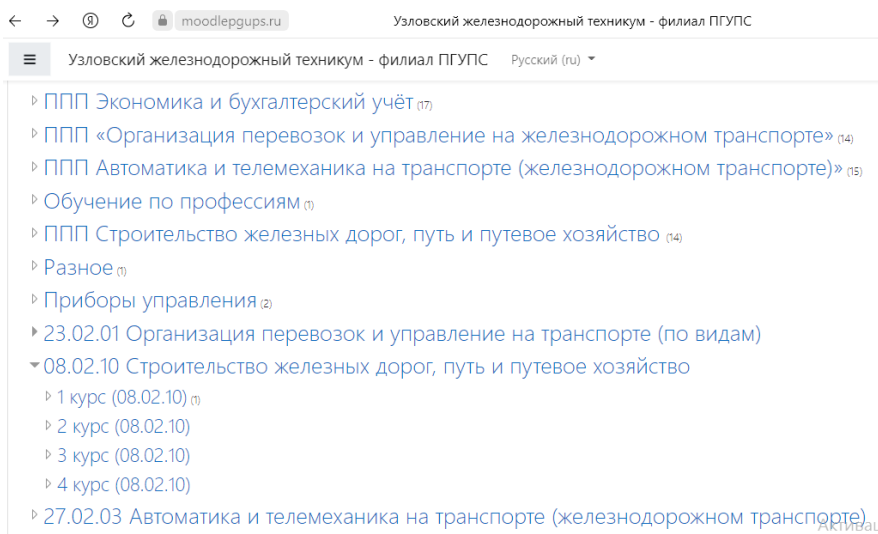 moodlepgups.ru Узловский железнодорожный техникум - филиал ПГУПС
Узловский железнодорожный техникум - филиал ПГУПС Русский (ru)
ППП Экономика и бухгалтерский учёт (17)
ППП «Организация перевозок и управление на железнодорожном транспорте» (14)
ППП Автоматика и телемеханика на транспорте (железнодорожном транспорте)» (15)
Обучение по профессиям (1)
ППП Строительство железных дорог, путь и путевое хозяйство (14)
Разное (1)
Приборы управления (2)
23.02.01 Организация перевозок и управление на транспорте (по видам)
08.02.10 Строительство железных дорог, путь и путевое хозяйство
1 курс (08.02.10) (1)
2 курс (08.02.10)
3 курс (08.02.10)
4 курс (08.02.10)
27.02.03 Автоматика и телемеханика на транспорте (железнодорожном транспорте)